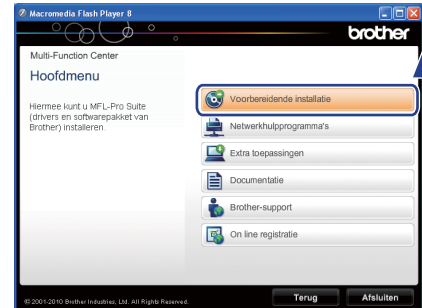 Macromedia Flash Player 8
brother
Multi-Function Center
Hoofdmenu
Hiermee kunt u MFL-Pro Suite
(drivers en softwarepakket van
Brother) installeren.
Voorbereidende installatie
Netwerkhulpprogramma's
Extra toepassingen
Documentatie
Brother-support
On line registratie
© 2001-2010 Brother Industries, Ltd. All Rights Reserved.
Terug
Afsluiten